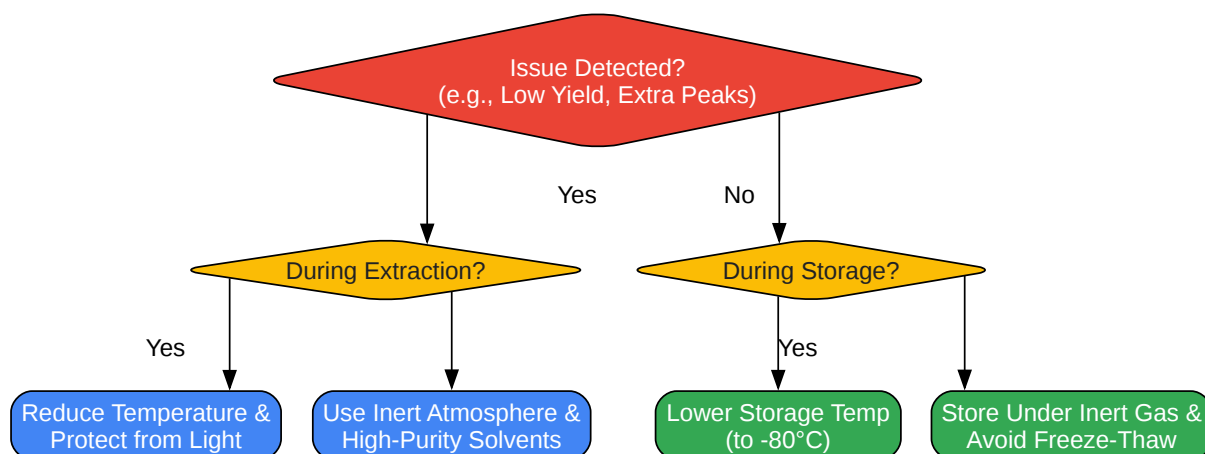 Issue Detected?
(e.g., Low Yield, Extra Peaks)
Yes
No
During Extraction?
During Storage?
Yes
Yes
Reduce Temperature &
Protect from Light
Use Inert Atmosphere &
High-Purity Solvents
Lower Storage Temp
(to -80°C)
Store Under Inert Gas &
Avoid Freeze-Thaw